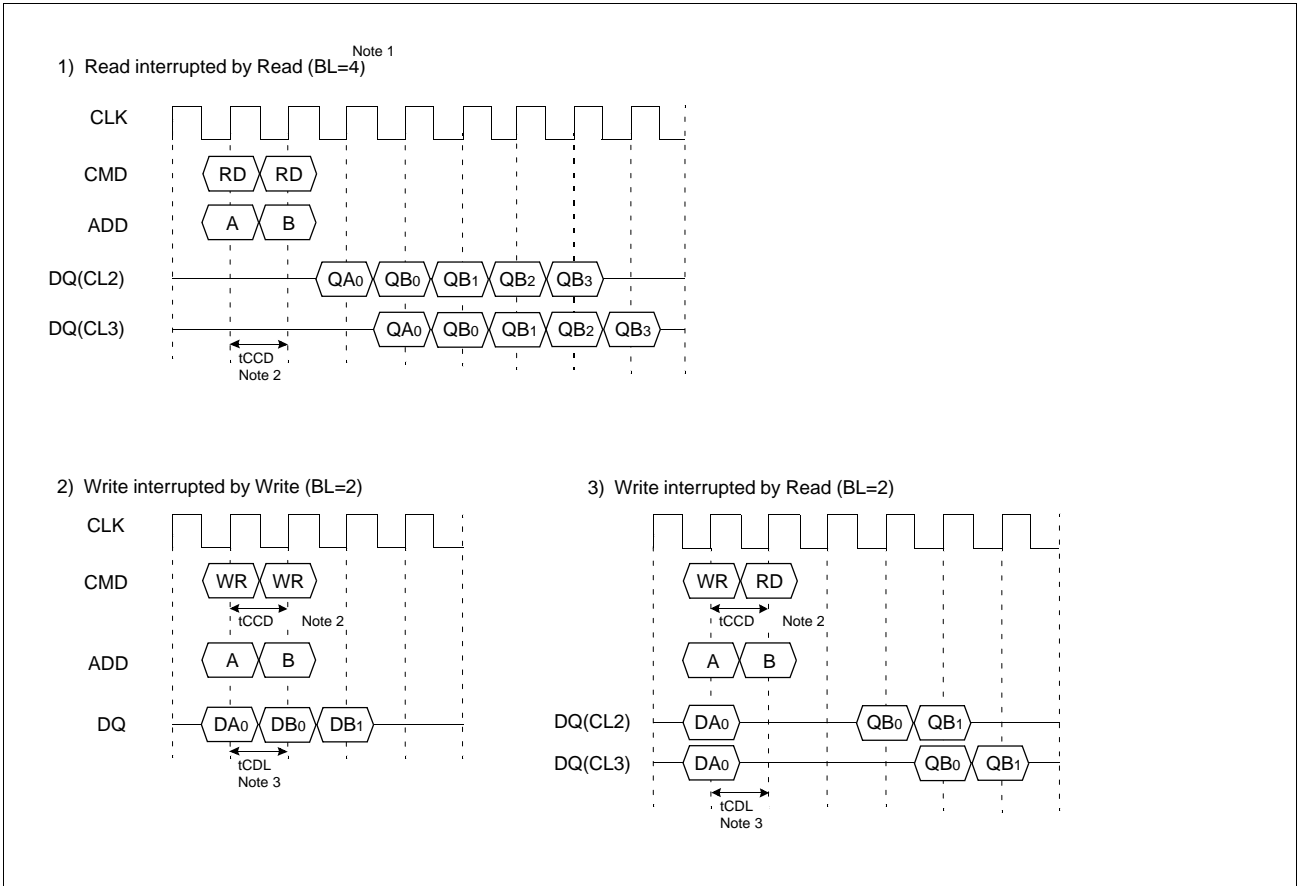 Note 1
1) Read interrupted by Read (BL=4)
CLK
CMD RD RD
ADD A B
DQ(CL2) QA0 QB0 QB1 QB2 QB3
DQ(CL3) QA0 QB0 QB1 QB2 QB3
tCCD
Note 2
2) Write interrupted by Write (BL=2)
CLK
CMD WR WR
tCCD Note 2
ADD A B
DQ DA0 DB0 DB1
tCDL
Note 3
3) Write interrupted by Read (BL=2)
WR RD
tCCD Note 2
A B
DQ(CL2) DA0 QB0 QB1
DQ(CL3) DA0 QB0 QB1
tCDL
Note 3